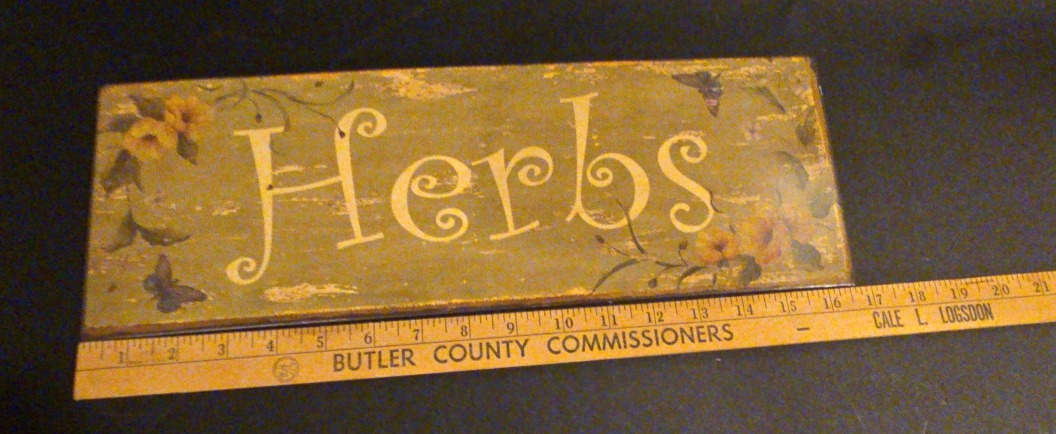 Herbs
1 2 3 4 5 6 7 8 9 10 11 12 13 14 15 16 17 18 19 20 21
BUTLER COUNTY COMMISSIONERS – CALE L. LOGSDON